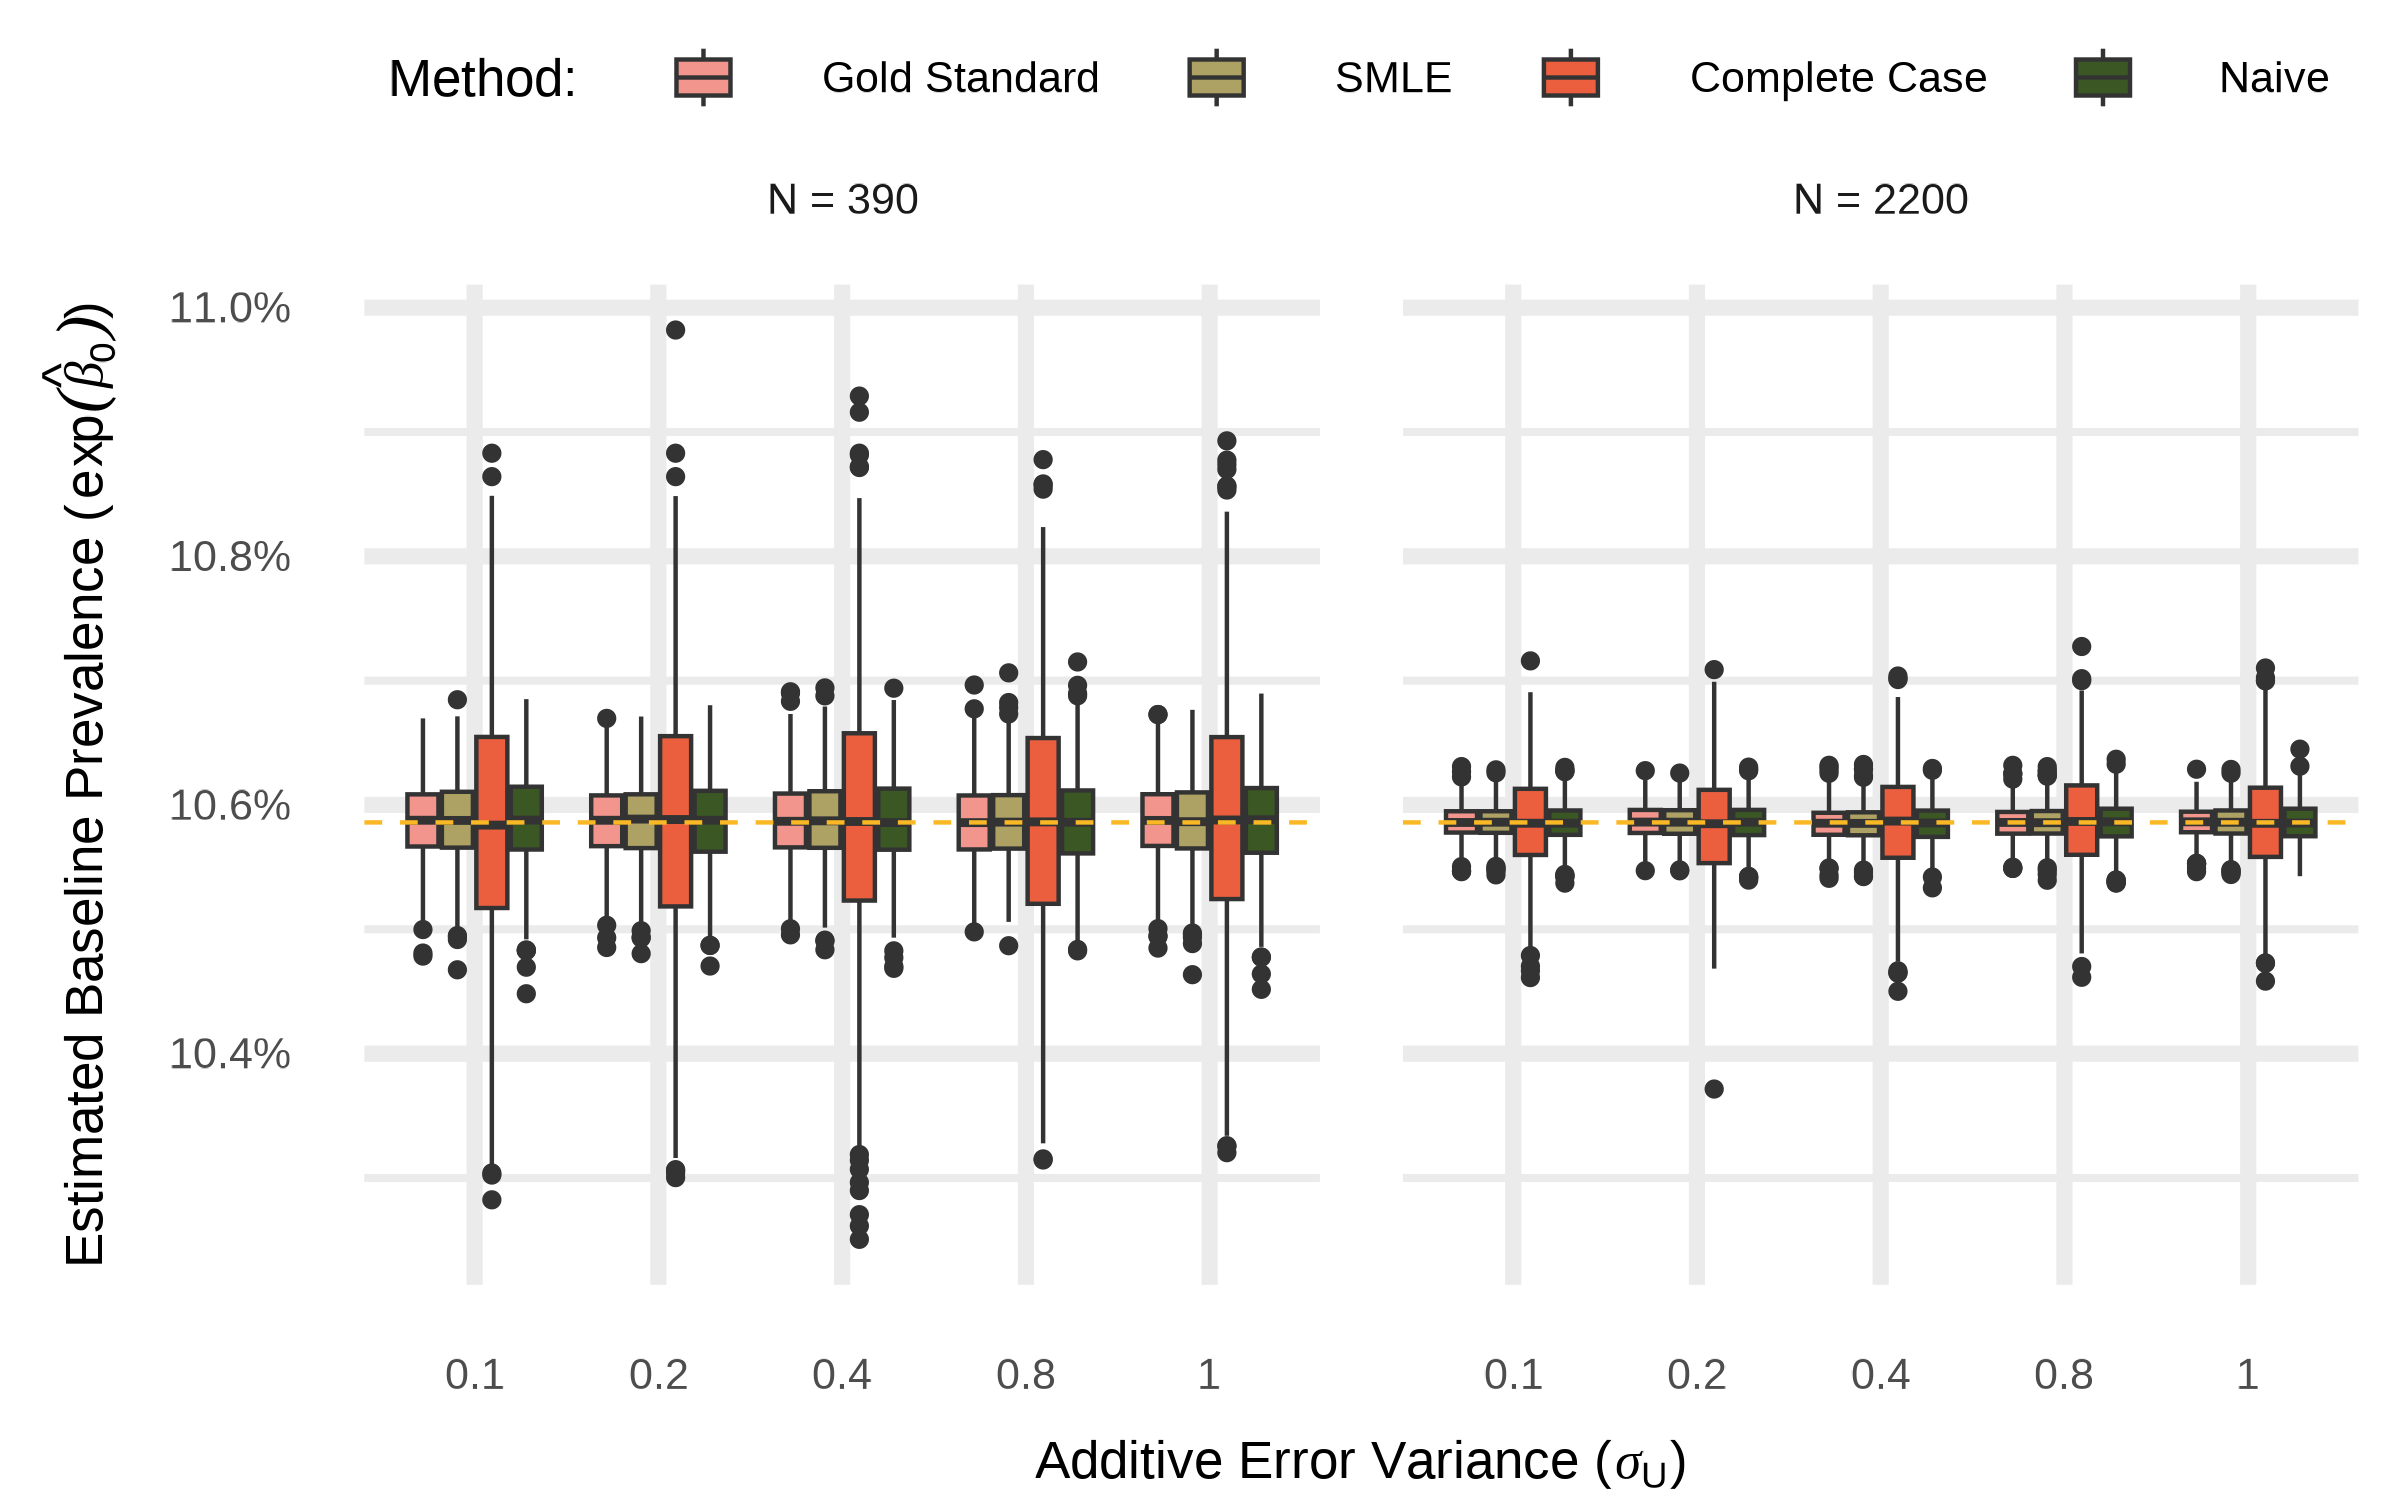 Method: Gold Standard SMLE Complete Case Naive
N = 390 N = 2200
Estimated Baseline Prevalence (exp(β̂₀))
11.0%
10.8%
10.6%
10.4%
0.1 0.2 0.4 0.8 1 0.1 0.2 0.4 0.8 1
Additive Error Variance (σ_U)